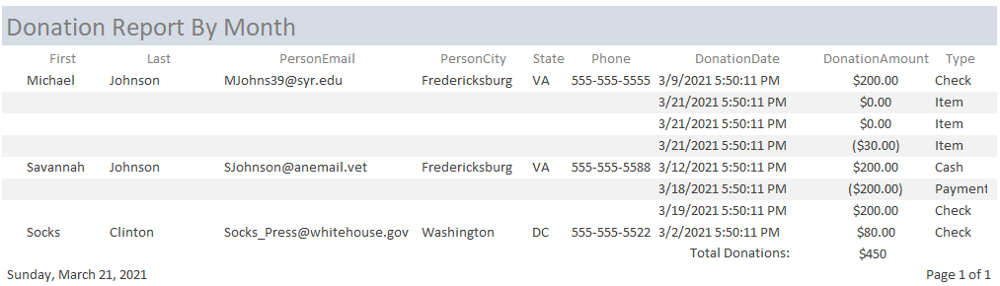 Donation Report By Month
First Last PersonEmail PersonCity State Phone DonationDate DonationAmount Type
Michael Johnson MJohns39@syr.edu Fredericksburg VA 555-555-5555 3/9/2021 5:50:11 PM $200.00 Check
3/21/2021 5:50:11 PM $0.00 Item
3/21/2021 5:50:11 PM $0.00 Item
3/21/2021 5:50:11 PM ($30.00) Item
Savannah Johnson SJohnson@anemail.vet Fredericksburg VA 555-555-5588 3/12/2021 5:50:11 PM $200.00 Cash
3/18/2021 5:50:11 PM ($200.00) Payment
3/19/2021 5:50:11 PM $200.00 Check
Socks Clinton Socks_Press@whitehouse.gov Washington DC 555-555-5522 3/2/2021 5:50:11 PM $80.00 Check
Total Donations: $450
Sunday, March 21, 2021 Page 1 of 1